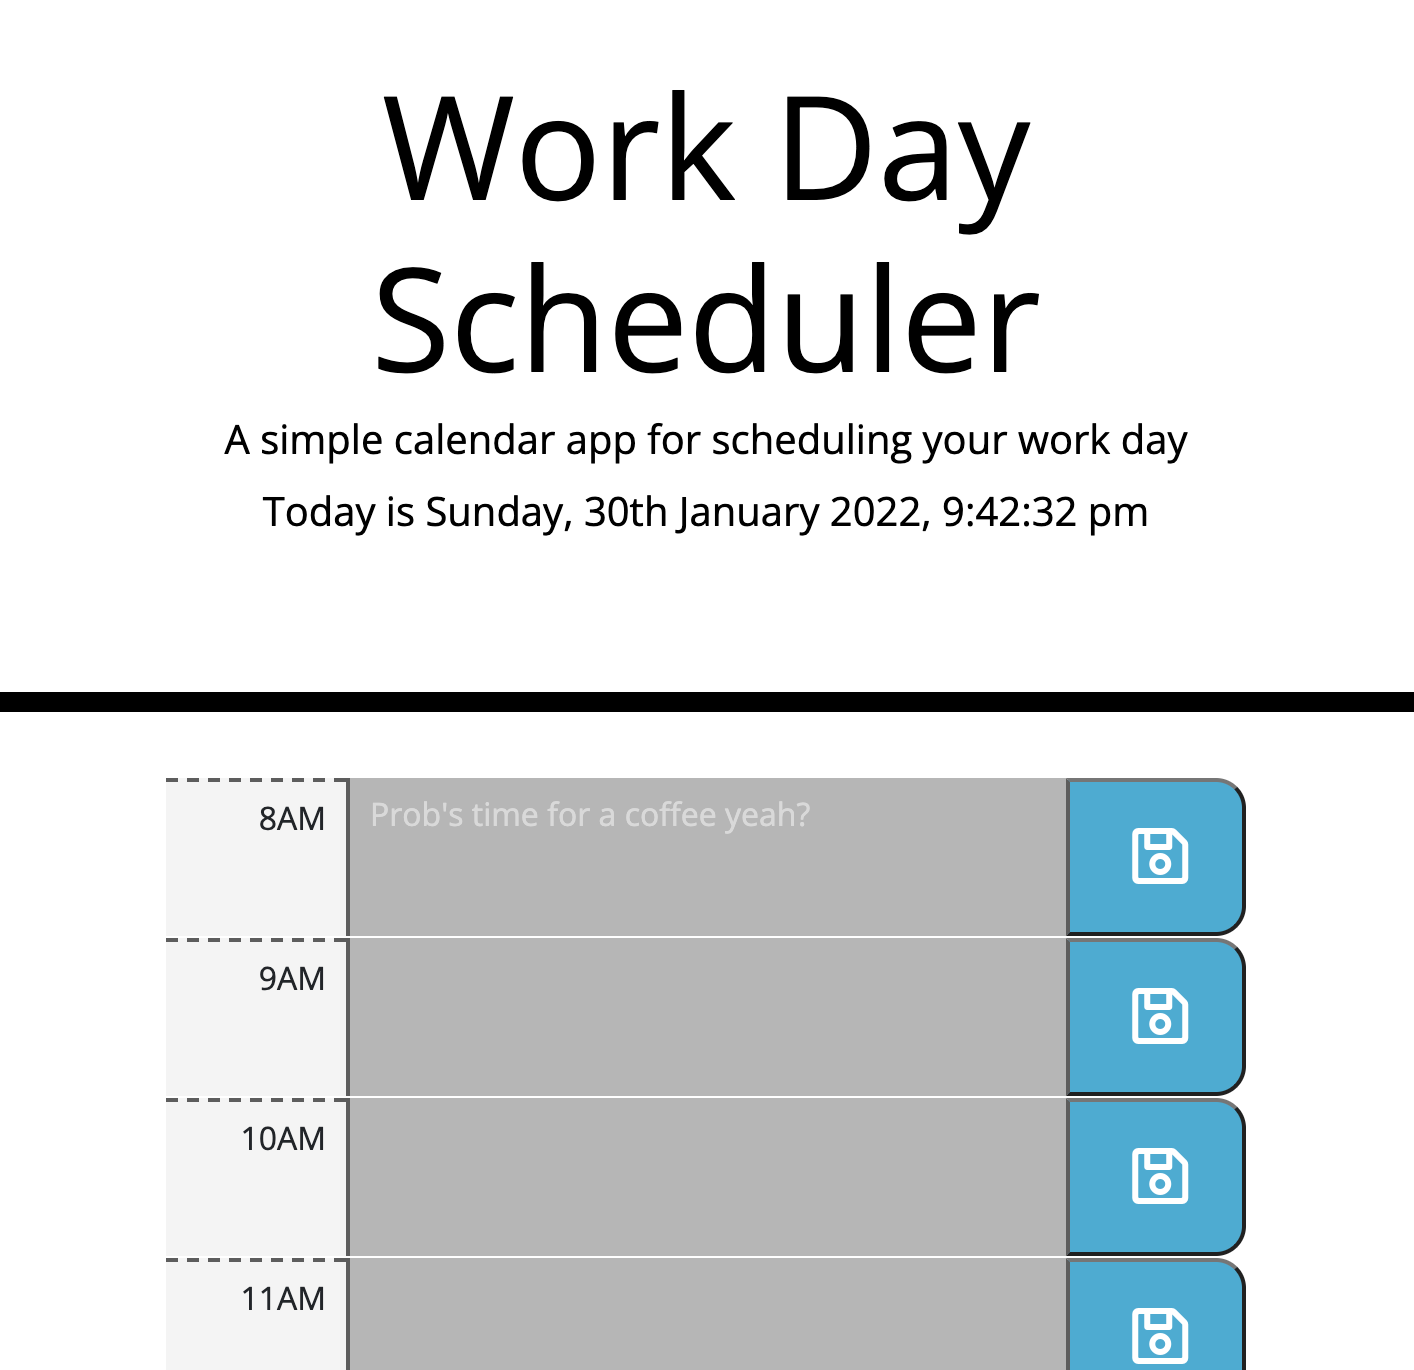 Work Day
Scheduler
A simple calendar app for scheduling your work day
Today is Sunday, 30th January 2022, 9:42:32 pm
8AM
Prob's time for a coffee yeah?
9AM
10AM
11AM